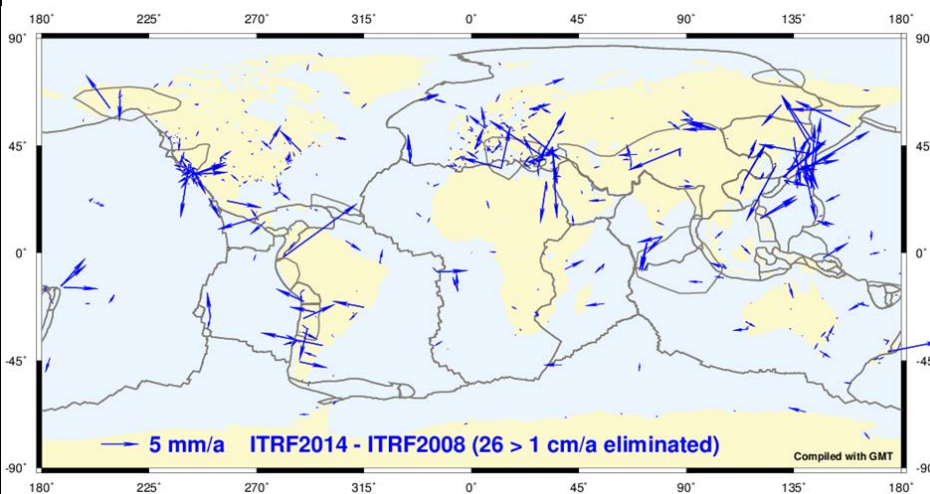 180˚ 225˚ 270˚ 315˚ 0˚ 45˚ 90˚ 135˚ 180˚
90˚ 90
45˚ 45
0˚ 0˚
-45˚ -45
5 mm/a ITRF2014 - ITRF2008 (26 > 1 cm/a eliminated)
Compiled with GMT
-90˚ -90
180˚ 225˚ 270˚ 315˚ 0˚ 45˚ 90˚ 135˚ 180˚